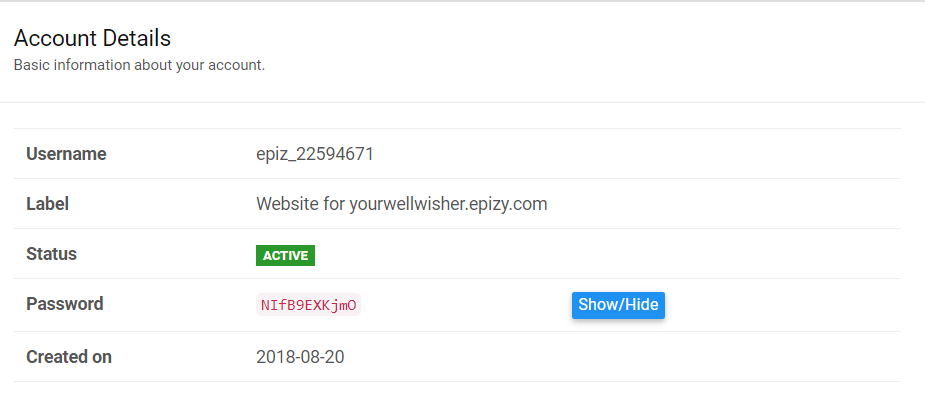 Account Details
Basic information about your account.
Username epiz_22594671
Label Website for yourwellwisher.epizy.com
Status ACTIVE
Password NIfB9EXKjmO Show/Hide
Created on 2018-08-20